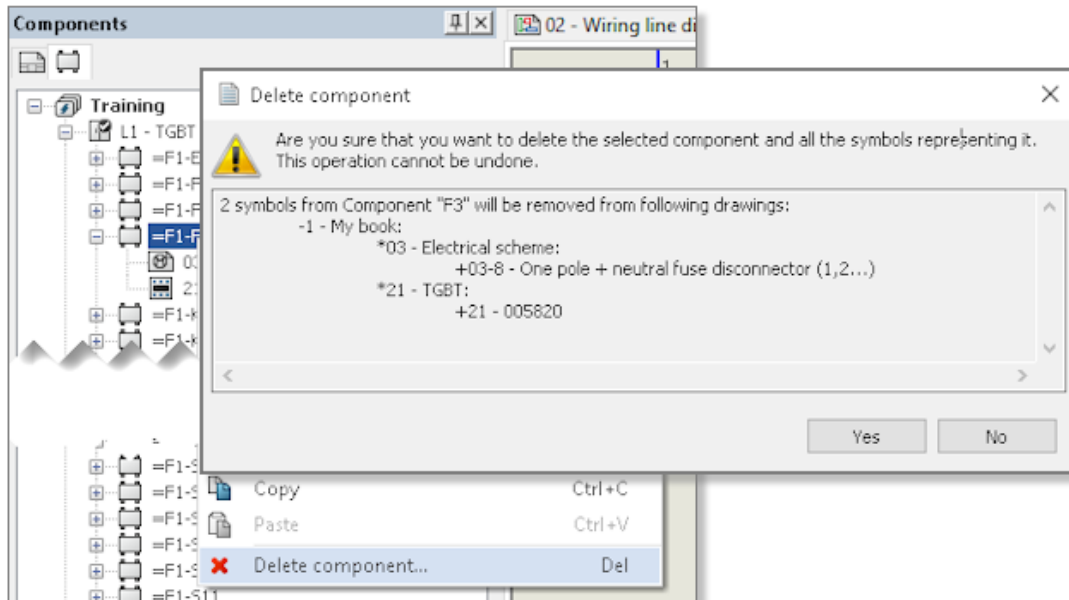 Components
02 - Wiring line di
1
Training
L1 - TGBT
=F1-E
=F1-F
=F1-F
=F1-F
03
21
=F1-K
=F1-K
Delete component
Are you sure that you want to delete the selected component and all the symbols representing it.
This operation cannot be undone.
2 symbols from Component "F3" will be removed from following drawings:
-1 - My book:
*03 - Electrical scheme:
+03-8 - One pole + neutral fuse disconnector (1,2...)
*21 - TGBT:
+21 - 005820
Yes
No
=F1-S
=F1-S
=F1-S
=F1-S
=F1-S
=F1-S11
Copy Ctrl+C
Paste Ctrl+V
Delete component... Del